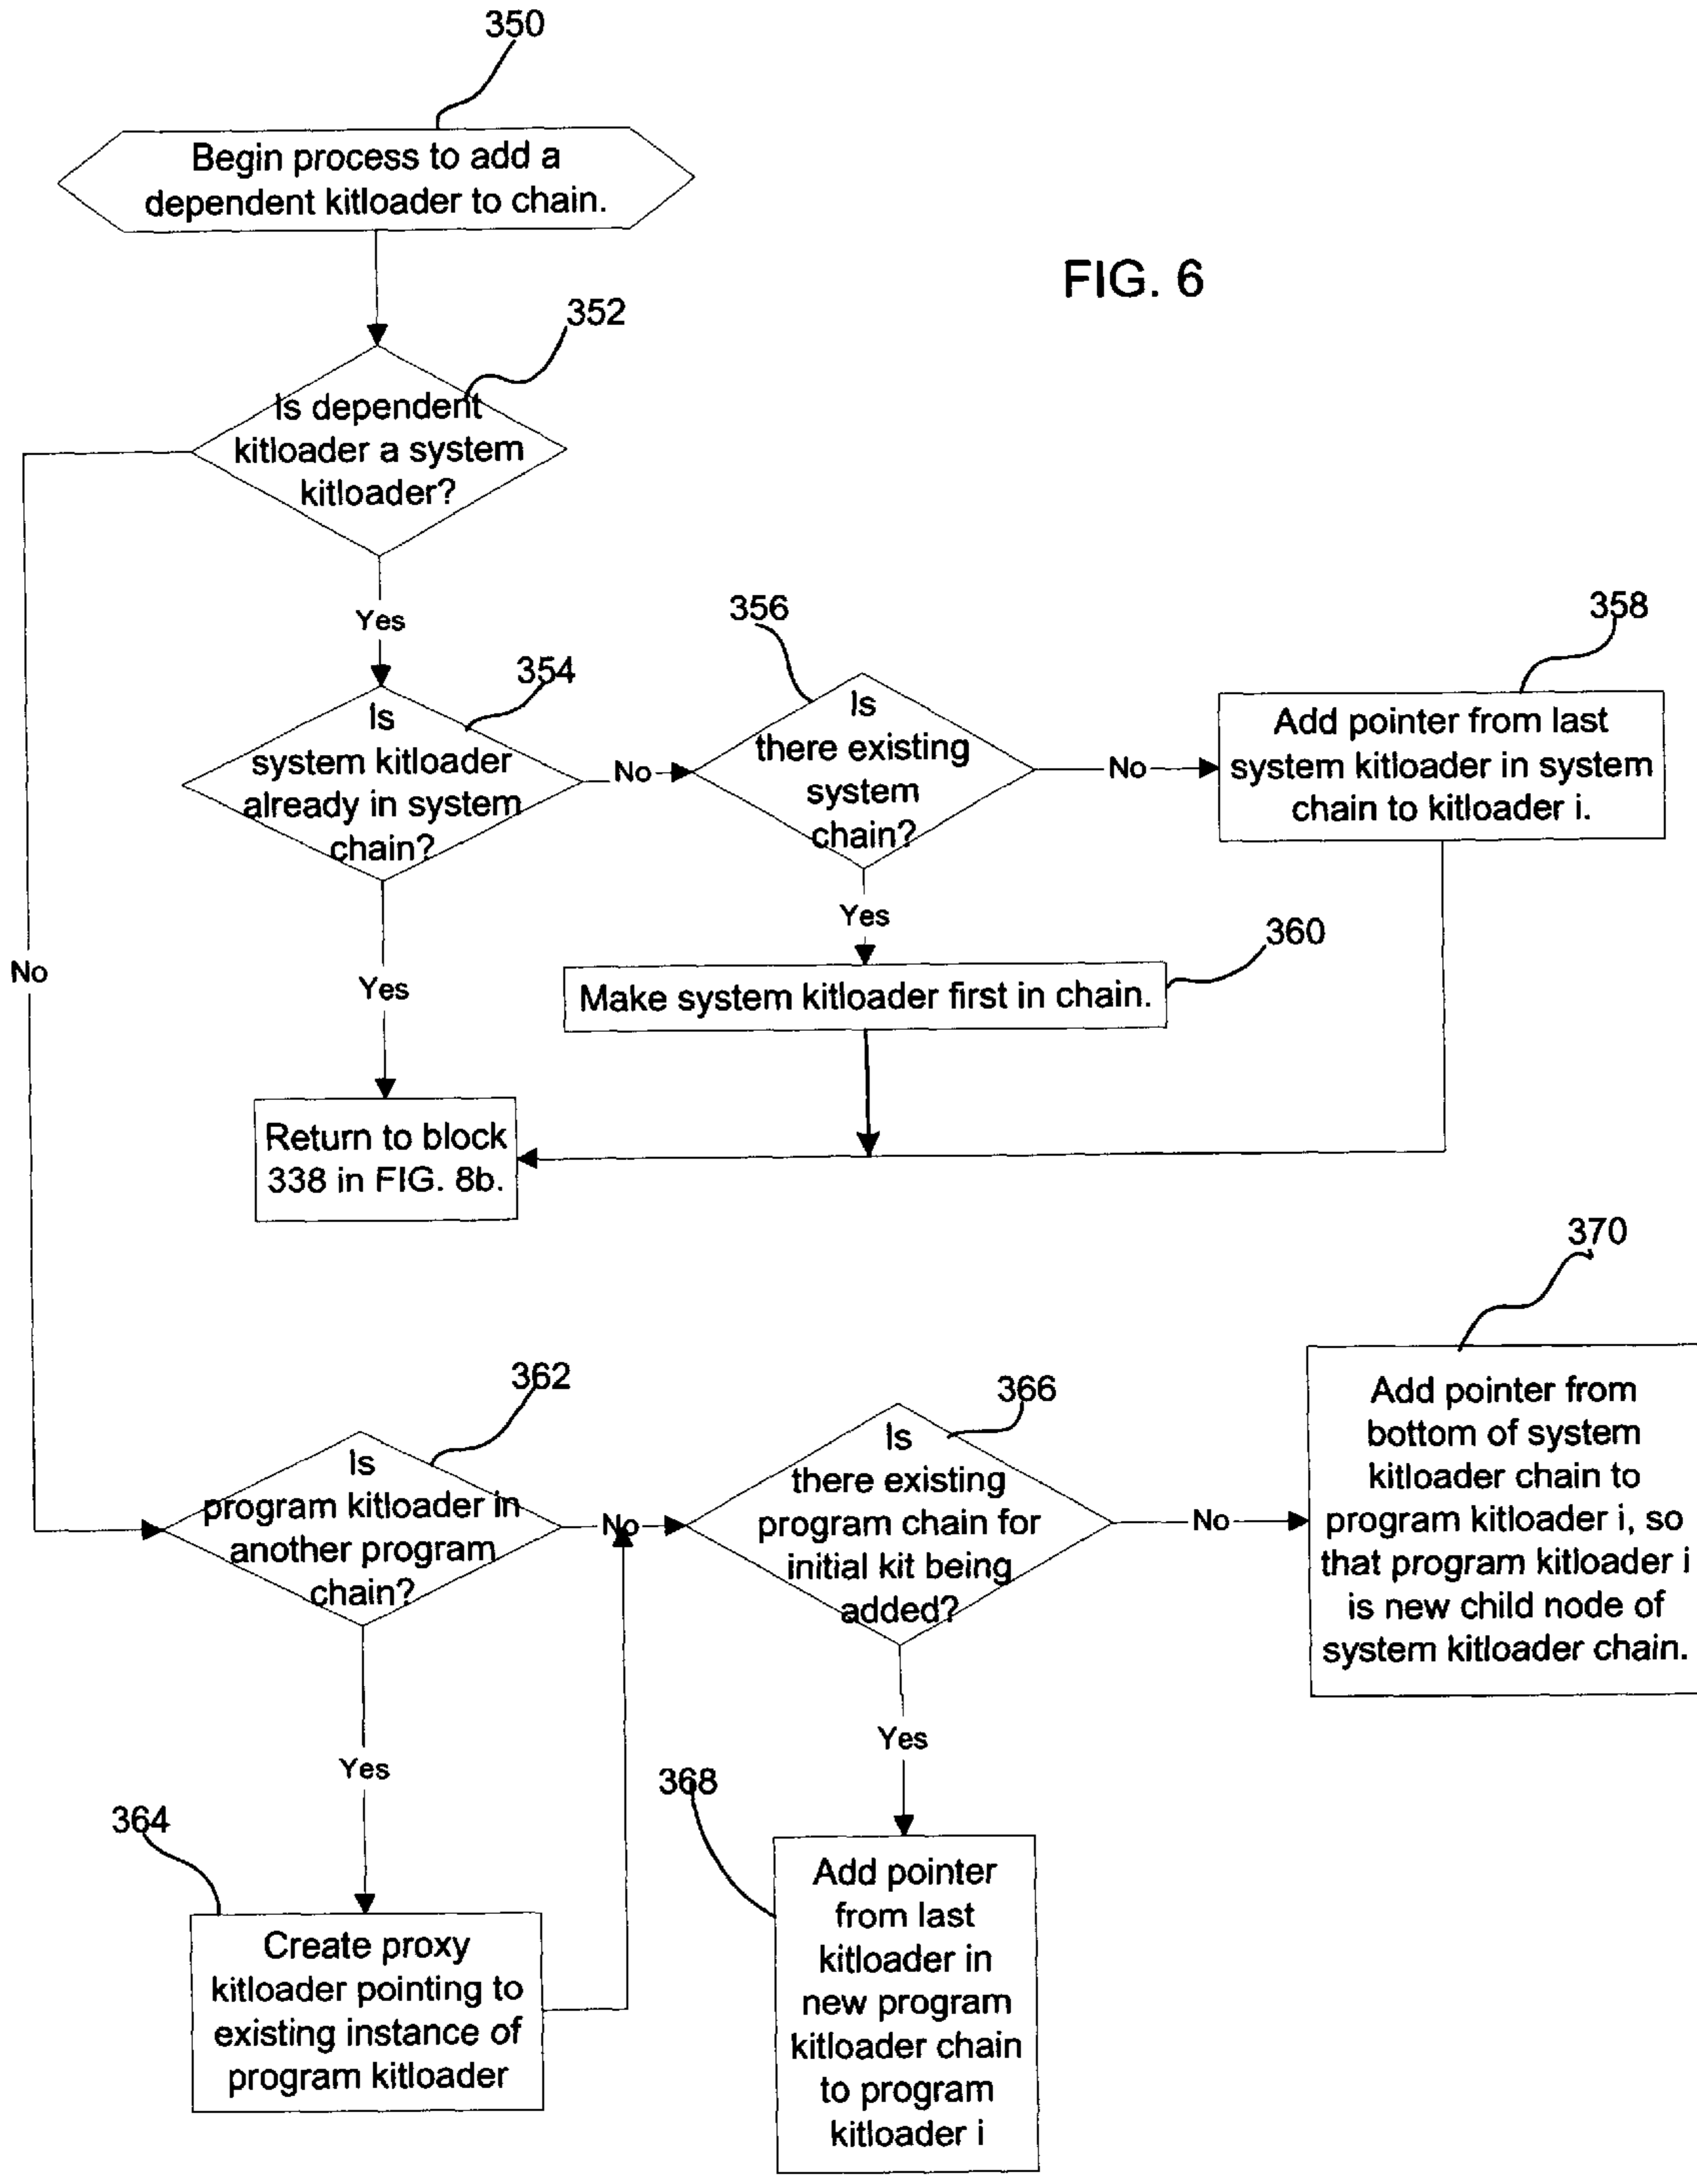 350
Begin process to add a
dependent kitloader to chain.
FIG. 6
352
Is dependent
kitloader a system
kitloader?
Yes
354
Is
system kitloader
already in system
chain?
No
356
Is
there existing
system
chain?
No
358
Add pointer from last
system kitloader in system
chain to kitloader i.
Yes
360
Make system kitloader first in chain.
No
Yes
Return to block
338 in FIG. 8b.
362
Is
program kitloader in
another program
chain?
No
366
Is
there existing
program chain for
initial kit being
added?
No
370
Add pointer from
bottom of system
kitloader chain to
program kitloader i, so
that program kitloader i
is new child node of
system kitloader chain.
Yes
364
Create proxy
kitloader pointing to
existing instance of
program kitloader
Yes
368
Add pointer
from last
kitloader in
new program
kitloader chain
to program
kitloader i